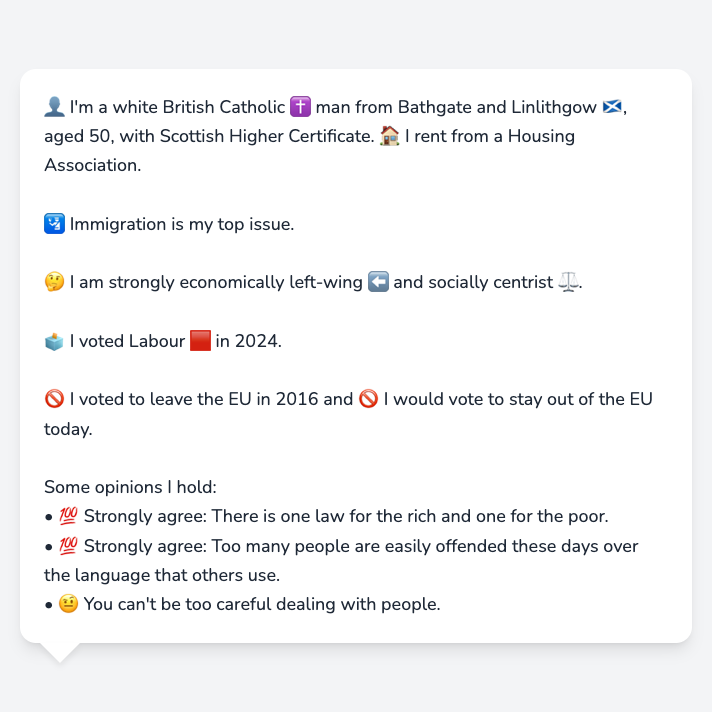 👤 I'm a white British Catholic ✝️ man from Bathgate and Linlithgow 🏴󠁧󠁢󠁳󠁣󠁴󠁿,
aged 50, with Scottish Higher Certificate. 🏠 I rent from a Housing
Association.
🛂 Immigration is my top issue.
🤔 I am strongly economically left-wing ⬅️ and socially centrist ⚖️.
🗳️ I voted Labour 🟥 in 2024.
🚫 I voted to leave the EU in 2016 and 🚫 I would vote to stay out of the EU
today.
Some opinions I hold:
• 💯 Strongly agree: There is one law for the rich and one for the poor.
• 💯 Strongly agree: Too many people are easily offended these days over
the language that others use.
• 🤨 You can't be too careful dealing with people.